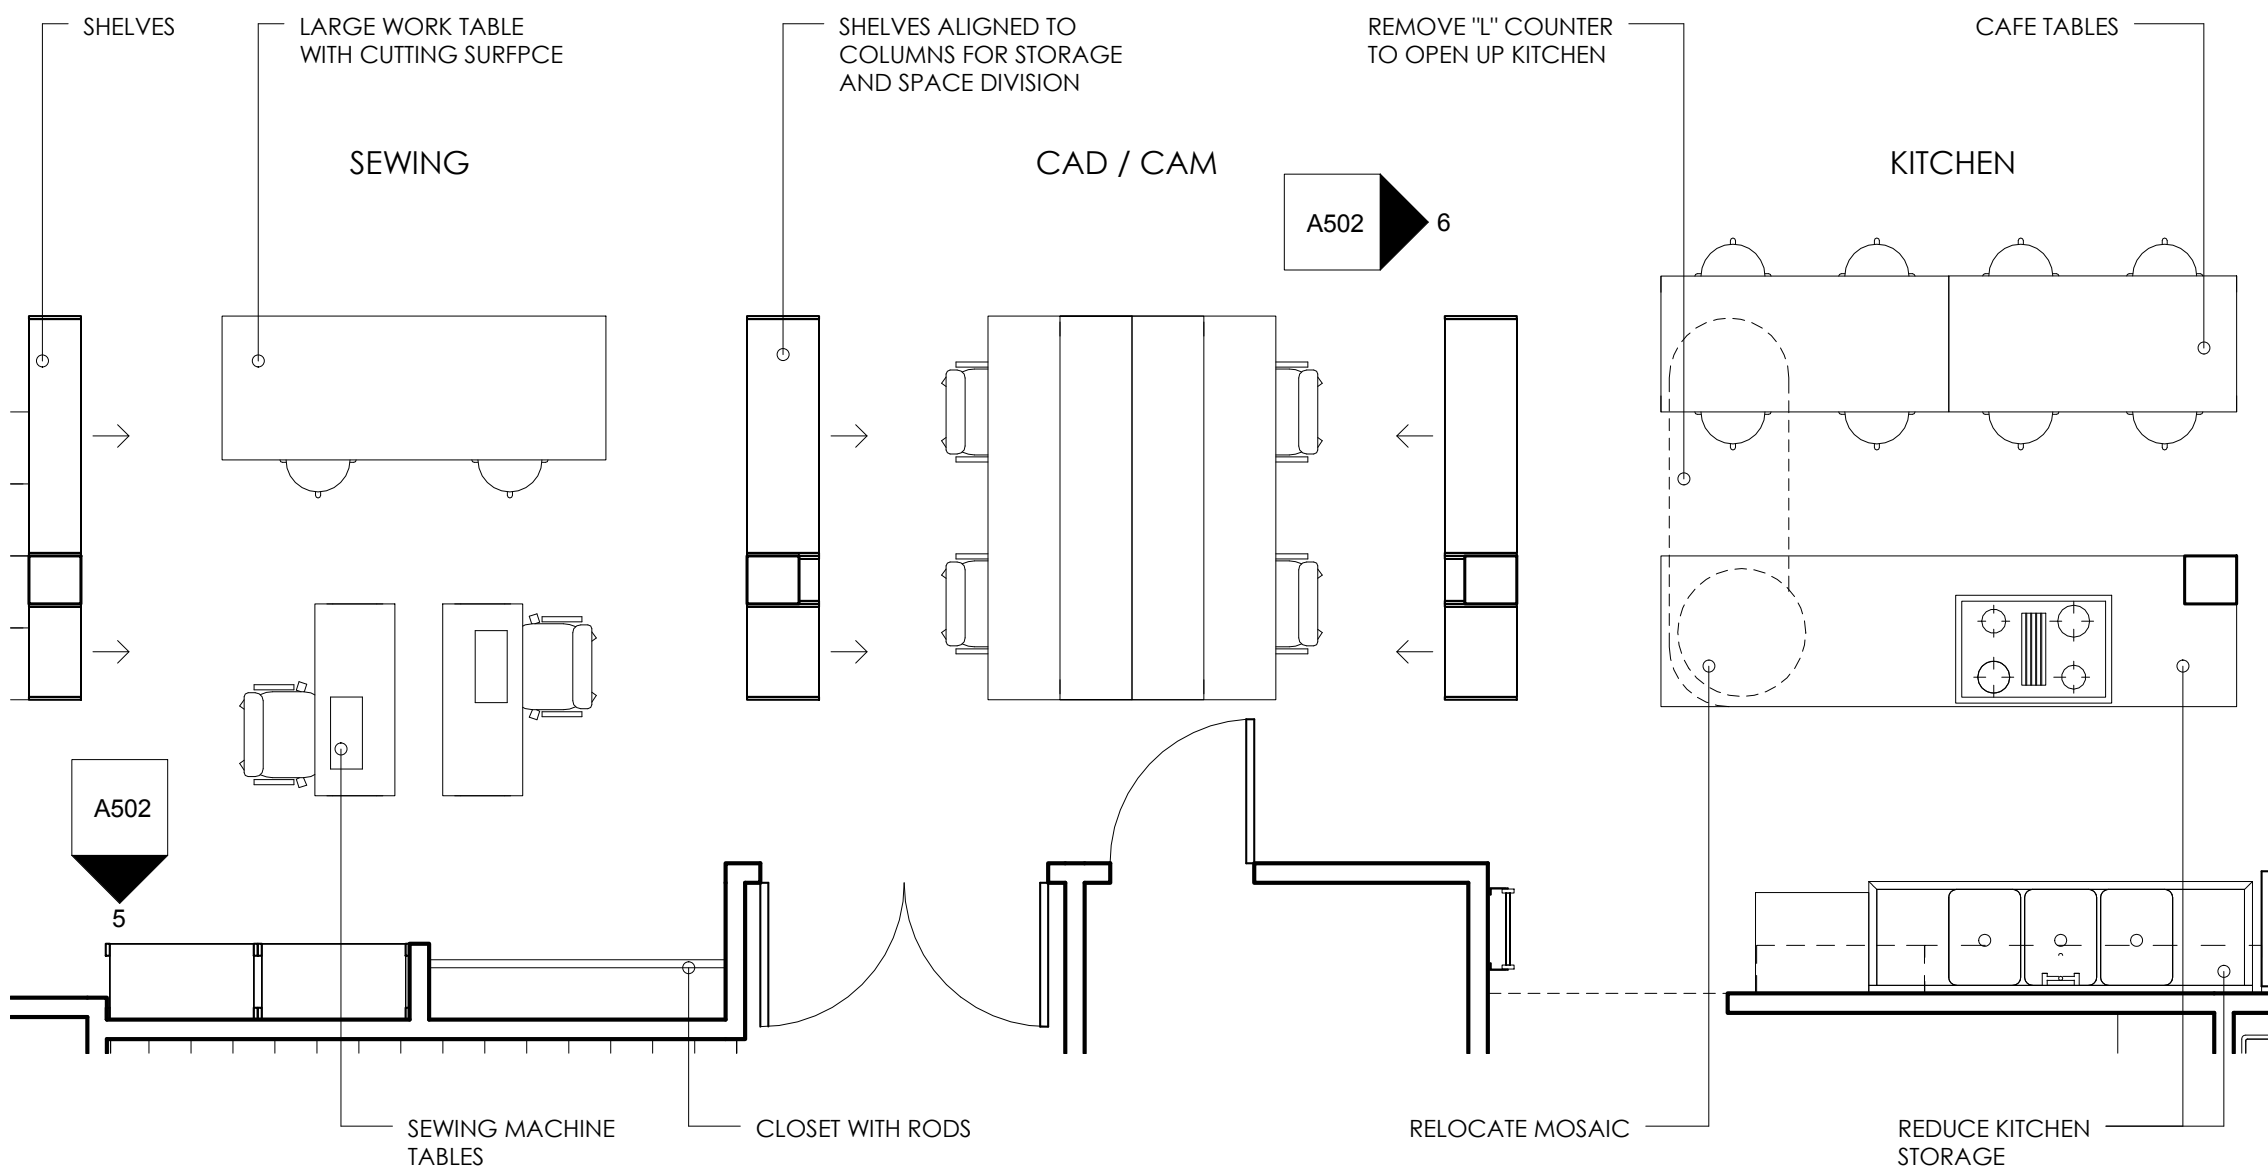 SHELVES
LARGE WORK TABLE
WITH CUTTING SURFPCE
SHELVES ALIGNED TO
COLUMNS FOR STORAGE
AND SPACE DIVISION
REMOVE "L" COUNTER
TO OPEN UP KITCHEN
CAFE TABLES
SEWING
CAD / CAM
KITCHEN
A502
6
A502
5
SEWING MACHINE
TABLES
CLOSET WITH RODS
RELOCATE MOSAIC
REDUCE KITCHEN
STORAGE